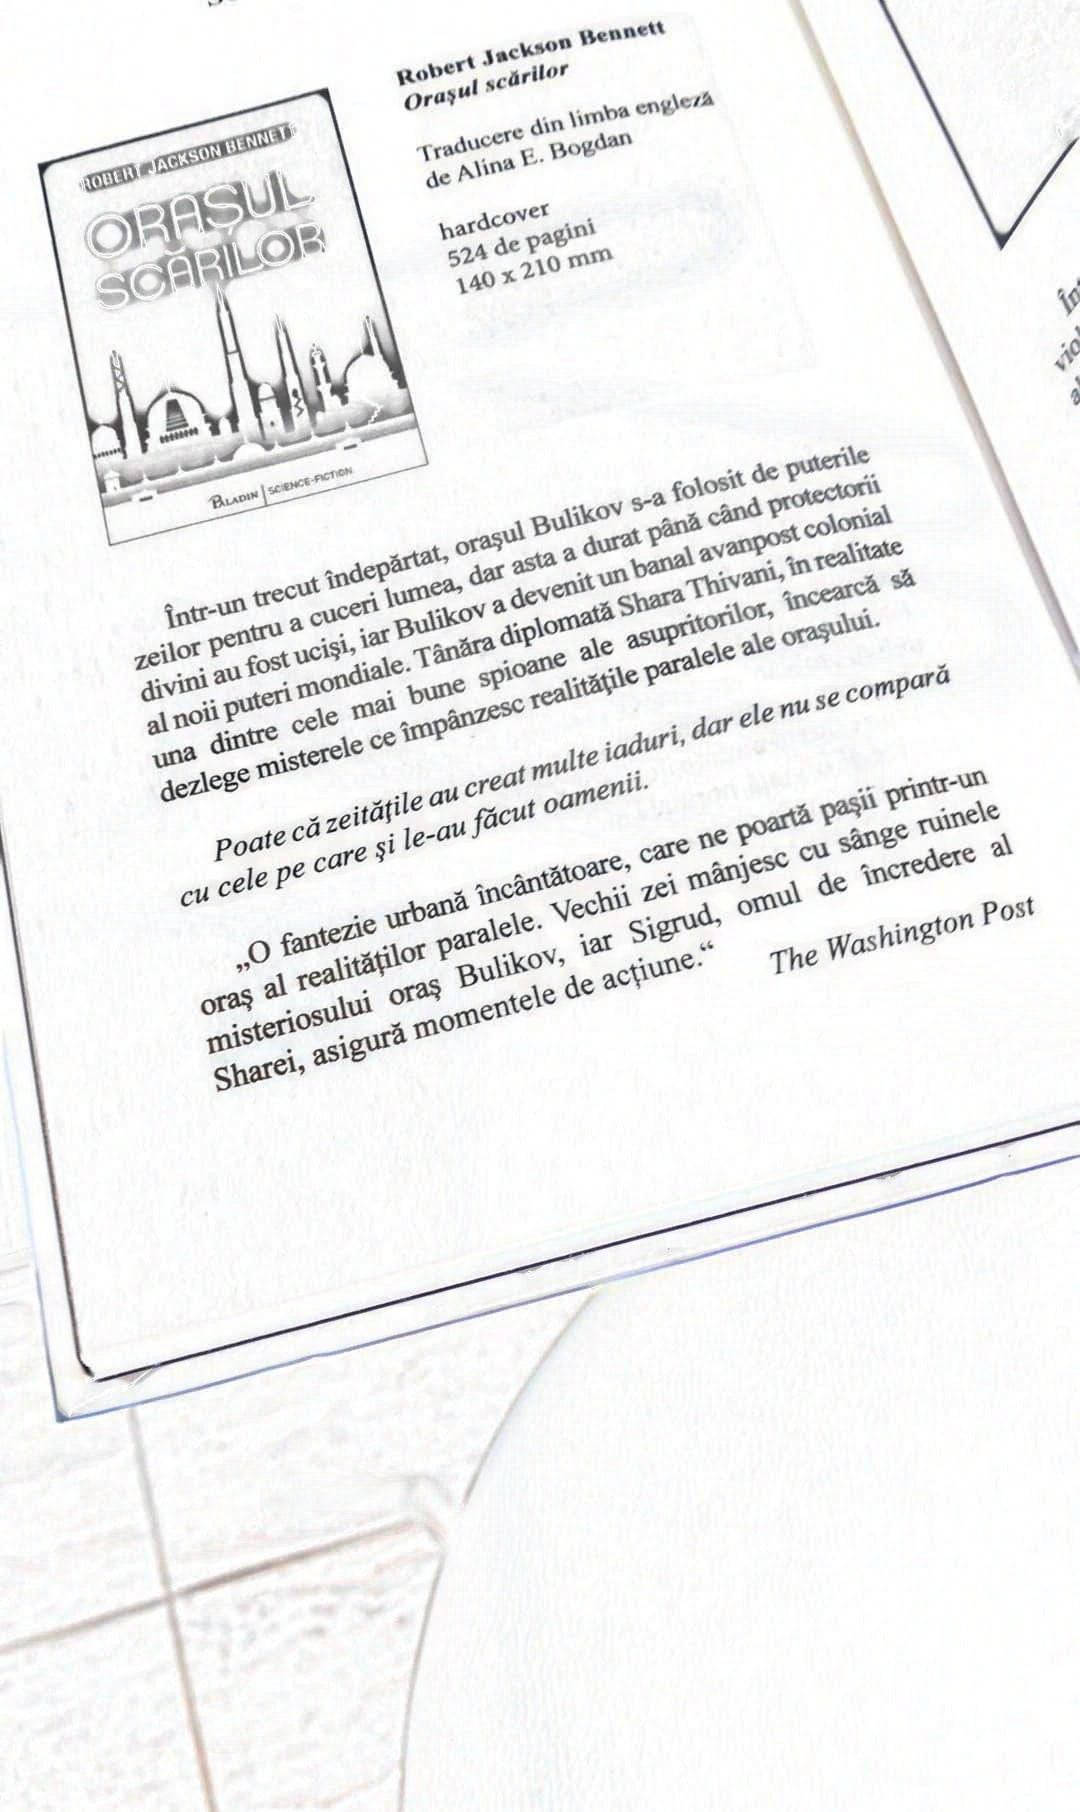 Robert Jackson Bennett
Orașul scărilor
Traducere din limba engleză
de Alina E. Bogdan
hardcover
524 de pagini
140 x 210 mm
ROBERT JACKSON BENNETT
ORAȘUL
SCĂRILOR
PALADIN | SCIENCE-FICTION
Într-un trecut îndepărtat, orașul Bulikov s-a folosit de puterile
zeilor pentru a cuceri lumea, dar asta a durat până când protectorii
divini au fost uciși, iar Bulikov a devenit un banal avanpost colonial
al noii puteri mondiale. Tânăra diplomată Shara Thivani, în realitate
una dintre cele mai bune spioane ale asupritorilor, încearcă să
dezlege misterele ce împânzesc realitățile paralele ale orașului.
Poate că zeitățile au creat multe iaduri, dar ele nu se compară
cu cele pe care și le-au făcut oamenii.
„O fantezie urbană încântătoare, care ne poartă pașii printr-un
oraș al realităților paralele. Vechii zei mânjesc cu sânge ruinele
misteriosului oraș Bulikov, iar Sigrud, omul de încredere al
Sharei, asigură momentele de acțiune.“
The Washington Post